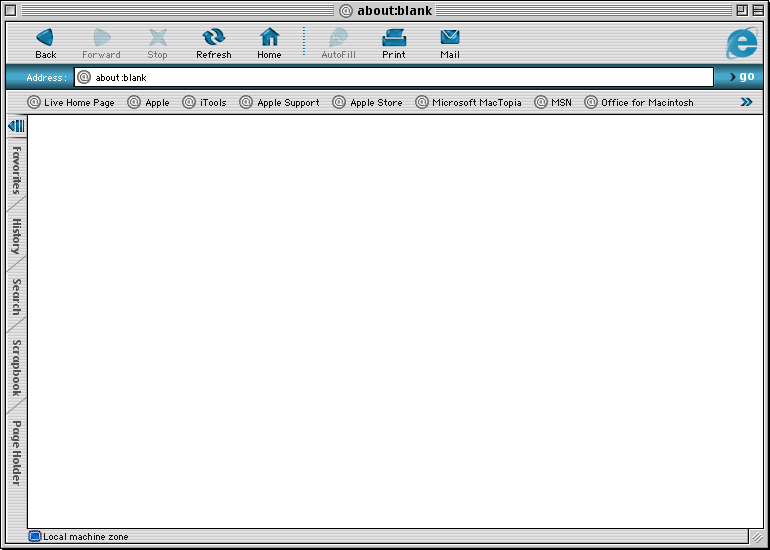 about:blank
Back Forward Stop Refresh Home AutoFill Print Mail
Address: about:blank go
Live Home Page Apple iTools Apple Support Apple Store Microsoft MacTopia MSN Office for Macintosh
Favorites
History
Search
Scrapbook
Page Holder
Local machine zone